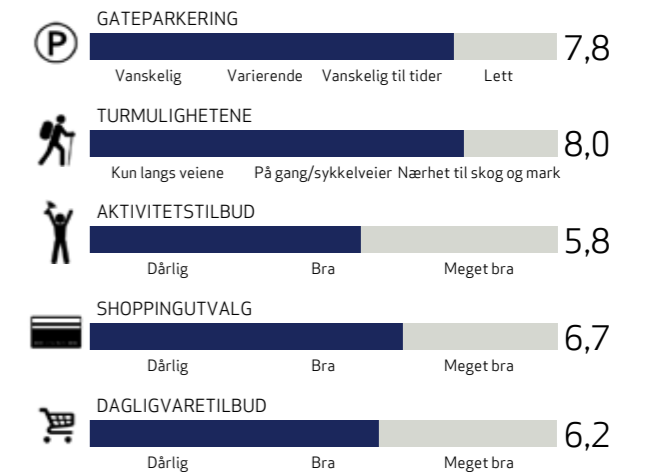 GATEPARKERING
P
7,8
Vanskelig Varierende Vanskelig til tider Lett
TURMULIGHETENE
8,0
Kun langs veiene På gang/sykkelveier Nærhet til skog og mark
AKTIVITETSTILBUD
5,8
Dårlig Bra Meget bra
SHOPPINGUTVALG
6,7
Dårlig Bra Meget bra
DAGLIGVARETILBUD
6,2
Dårlig Bra Meget bra